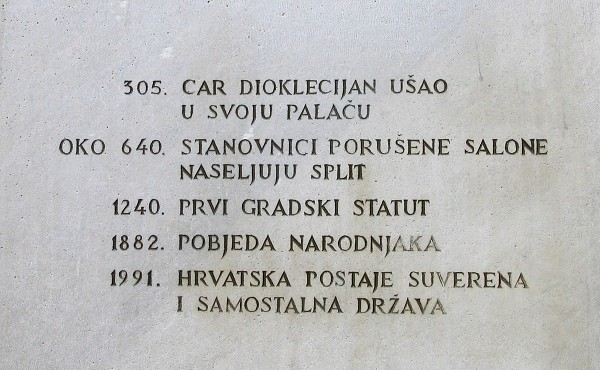 305. CAR DIOKLECIJAN UŠAO
U SVOJU PALAČU
OKO 640. STANOVNICI PORUŠENE SALONE
NASELJUJU SPLIT
1240. PRVI GRADSKI STATUT
1882. POBJEDA NARODNJAKA
1991. HRVATSKA POSTAJE SUVERENA
I SAMOSTALNA DRŽAVA